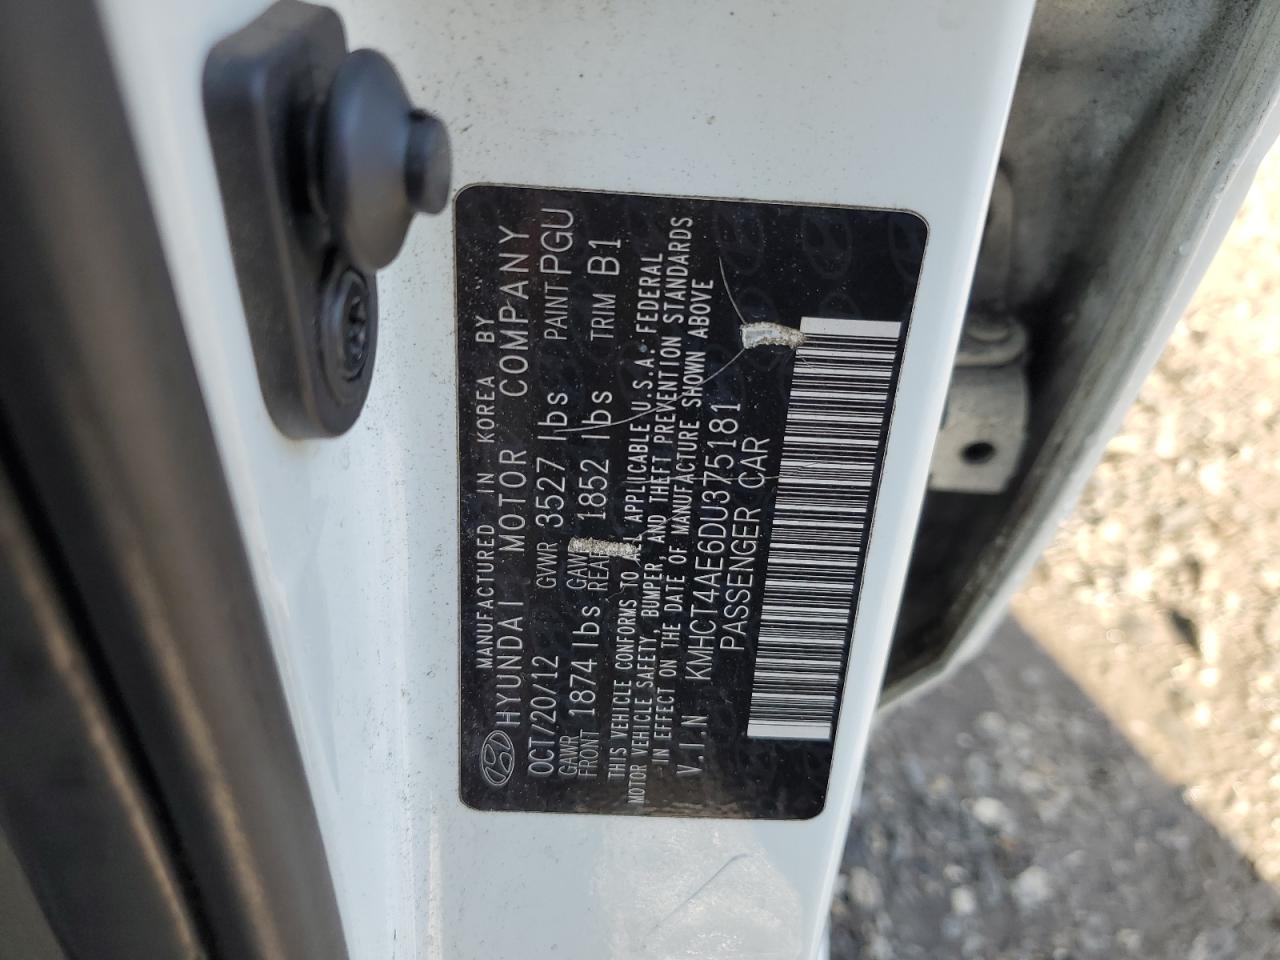 MANUFACTURED IN KOREA BY
HYUNDAI MOTOR COMPANY
OCT/20/12 GVWR 3527 lbs PAINT PGU
GAWR FRONT 1874 lbs REAR 1852 lbs TRIM B1
THIS VEHICLE CONFORMS TO ALL APPLICABLE U.S.A. FEDERAL
MOTOR VEHICLE SAFETY, BUMPER, AND THEFT PREVENTION STANDARDS
IN EFFECT ON THE DATE OF MANUFACTURE SHOWN ABOVE
V.I.N KMHCT4AE6DU375181
PASSENGER CAR